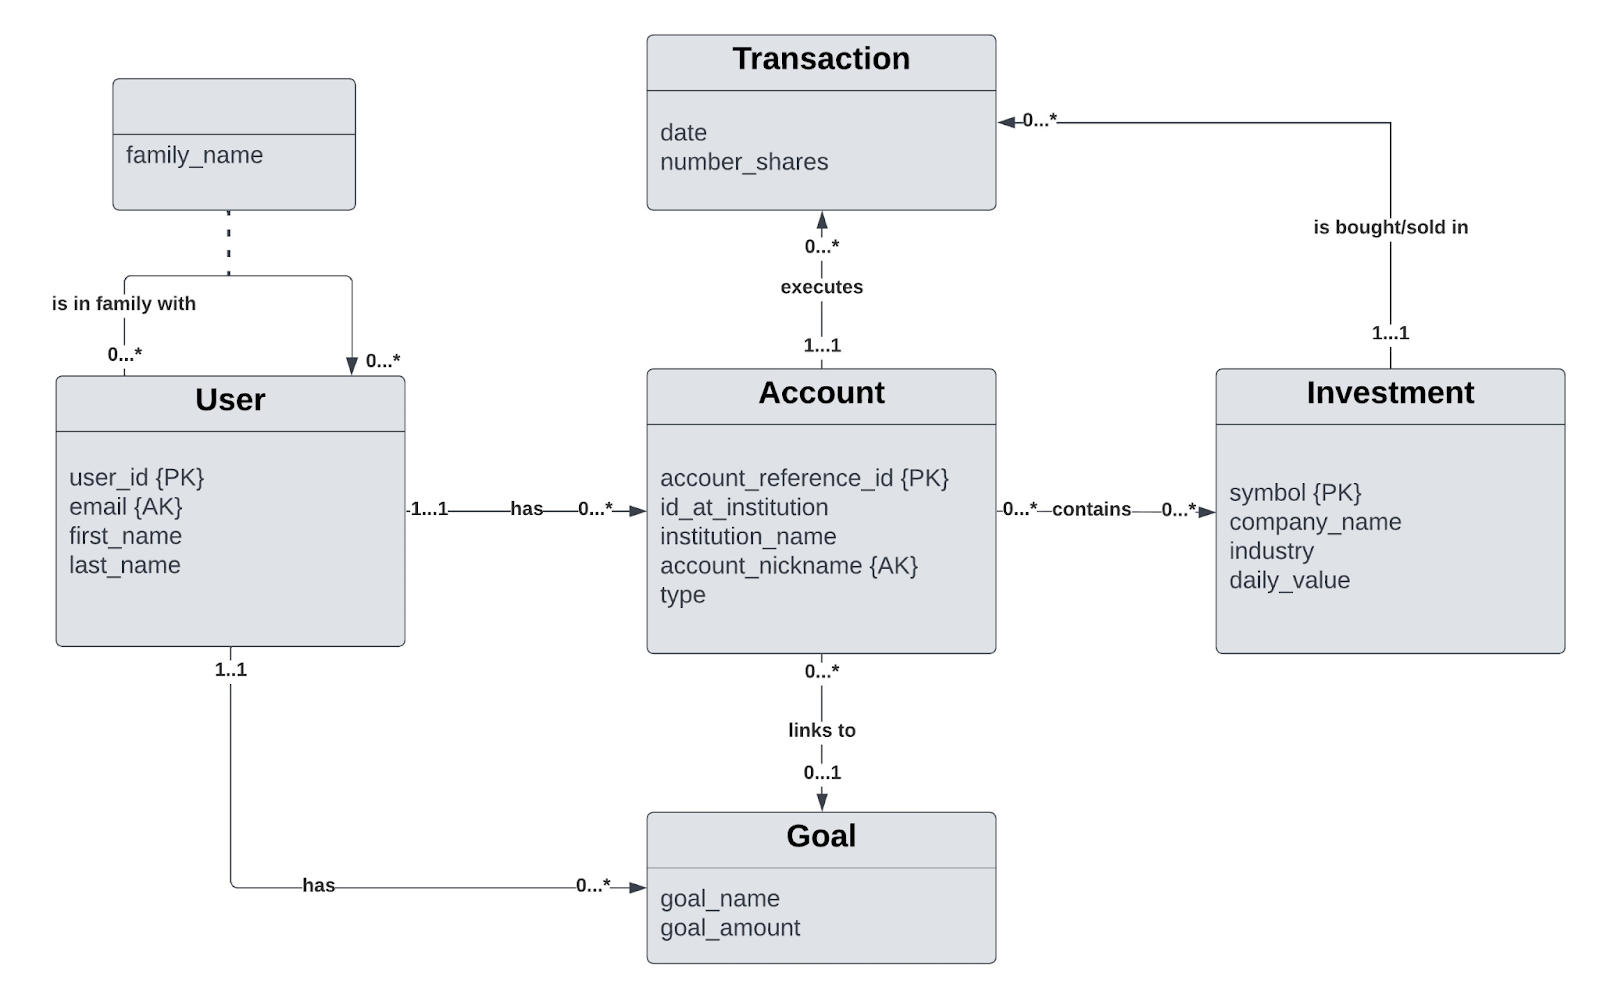 Transaction
date
number_shares
family_name
0...*
is bought/sold in
1...1
0...*
executes
1...1
is in family with
0...*
0...*
User
user_id {PK}
email {AK}
first_name
last_name
1...1
has
0...*
Account
account_reference_id {PK}
id_at_institution
institution_name
account_nickname {AK}
type
0...*
contains
0...*
Investment
symbol {PK}
company_name
industry
daily_value
1..1
has
0...*
0...*
links to
0...1
Goal
goal_name
goal_amount